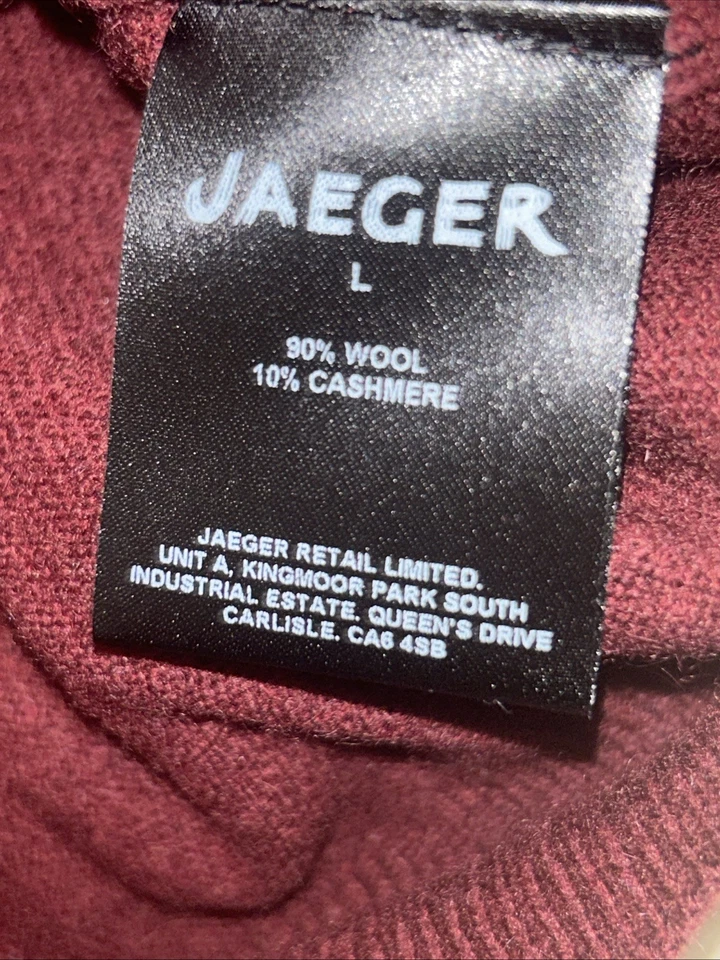 JAEGER
L
90% WOOL
10% CASHMERE
JAEGER RETAIL LIMITED.
UNIT A, KINGMOOR PARK SOUTH
INDUSTRIAL ESTATE. QUEEN'S DRIVE
CARLISLE. CA6 4SB